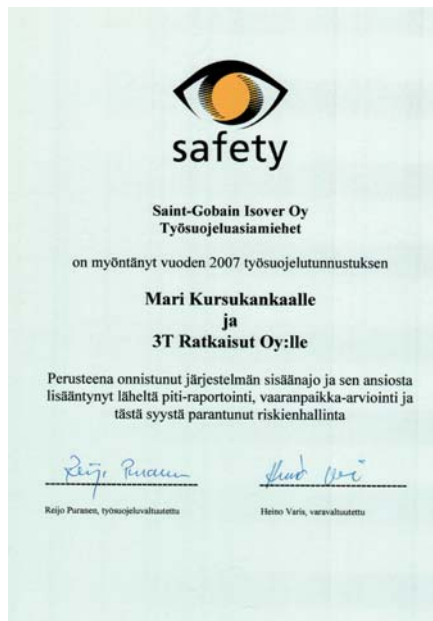 safety
Saint-Gobain Isover Oy
Työsuojeluasiamiehet
on myöntänyt vuoden 2007 työsuojelutunnustuksen
Mari Kursukankaalle
ja
3T Ratkaisut Oy:lle
Perusteena onnistunut järjestelmän sisäänajo ja sen ansiosta
lisääntynyt läheltä piti-raportointi, vaaranpaikka-arviointi ja
tästä syystä parantunut riskienhallinta
Reijo Puranen
Reijo Puranen, työsuojeluvaltuutettu
Heino Varis, varavaltuutettu